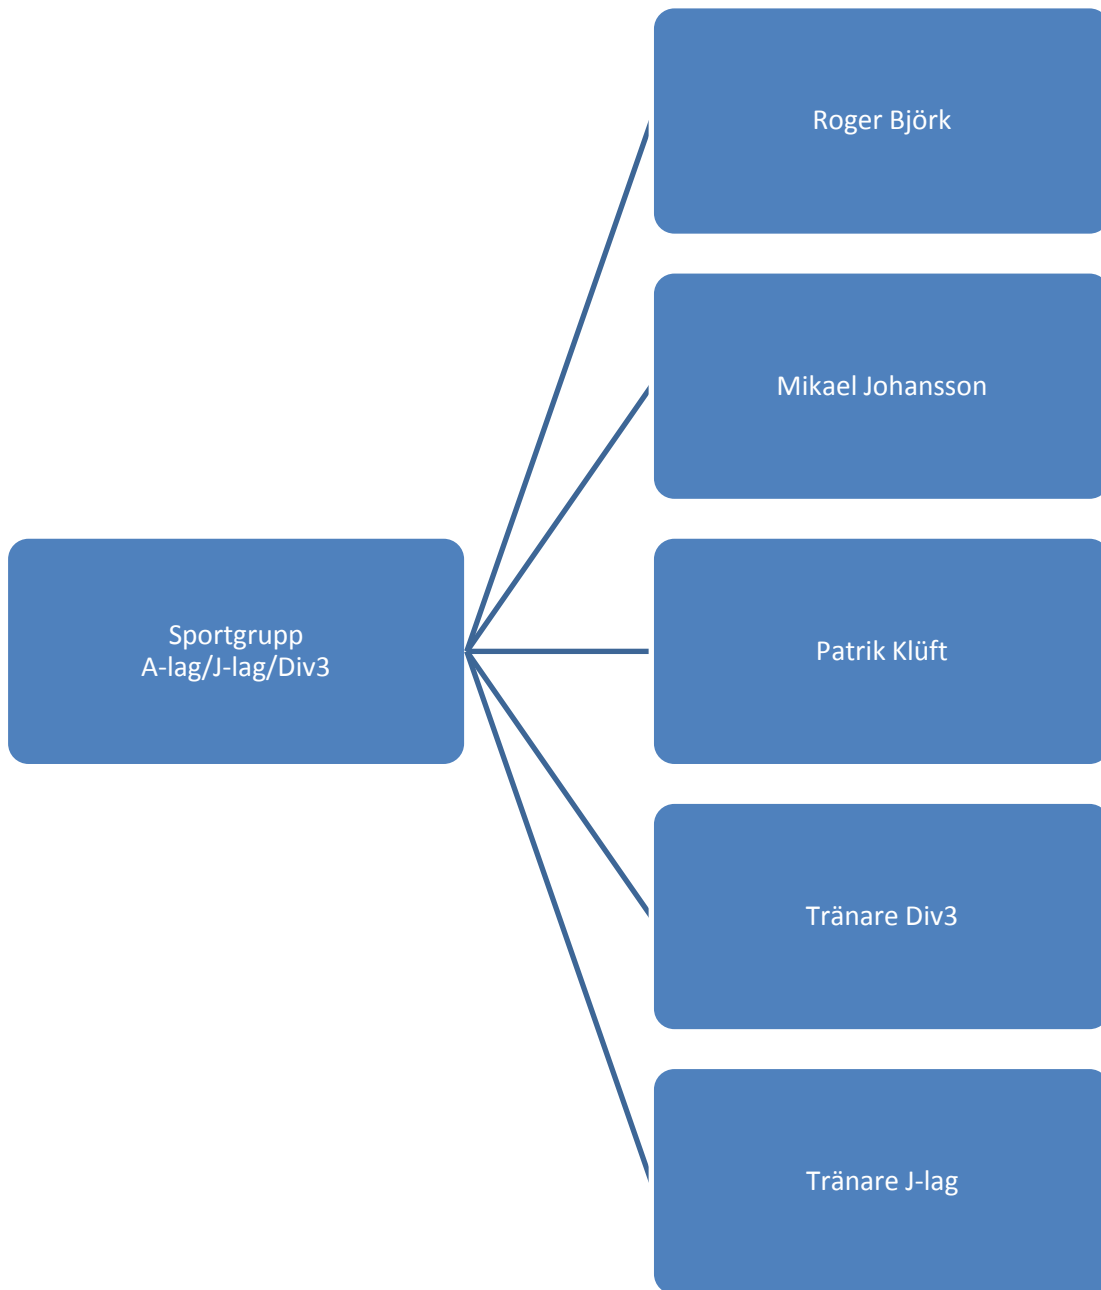 Roger Björk
Mikael Johansson
Sportgrupp
A-lag/J-lag/Div3
Patrik Klüft
Tränare Div3
Tränare J-lag